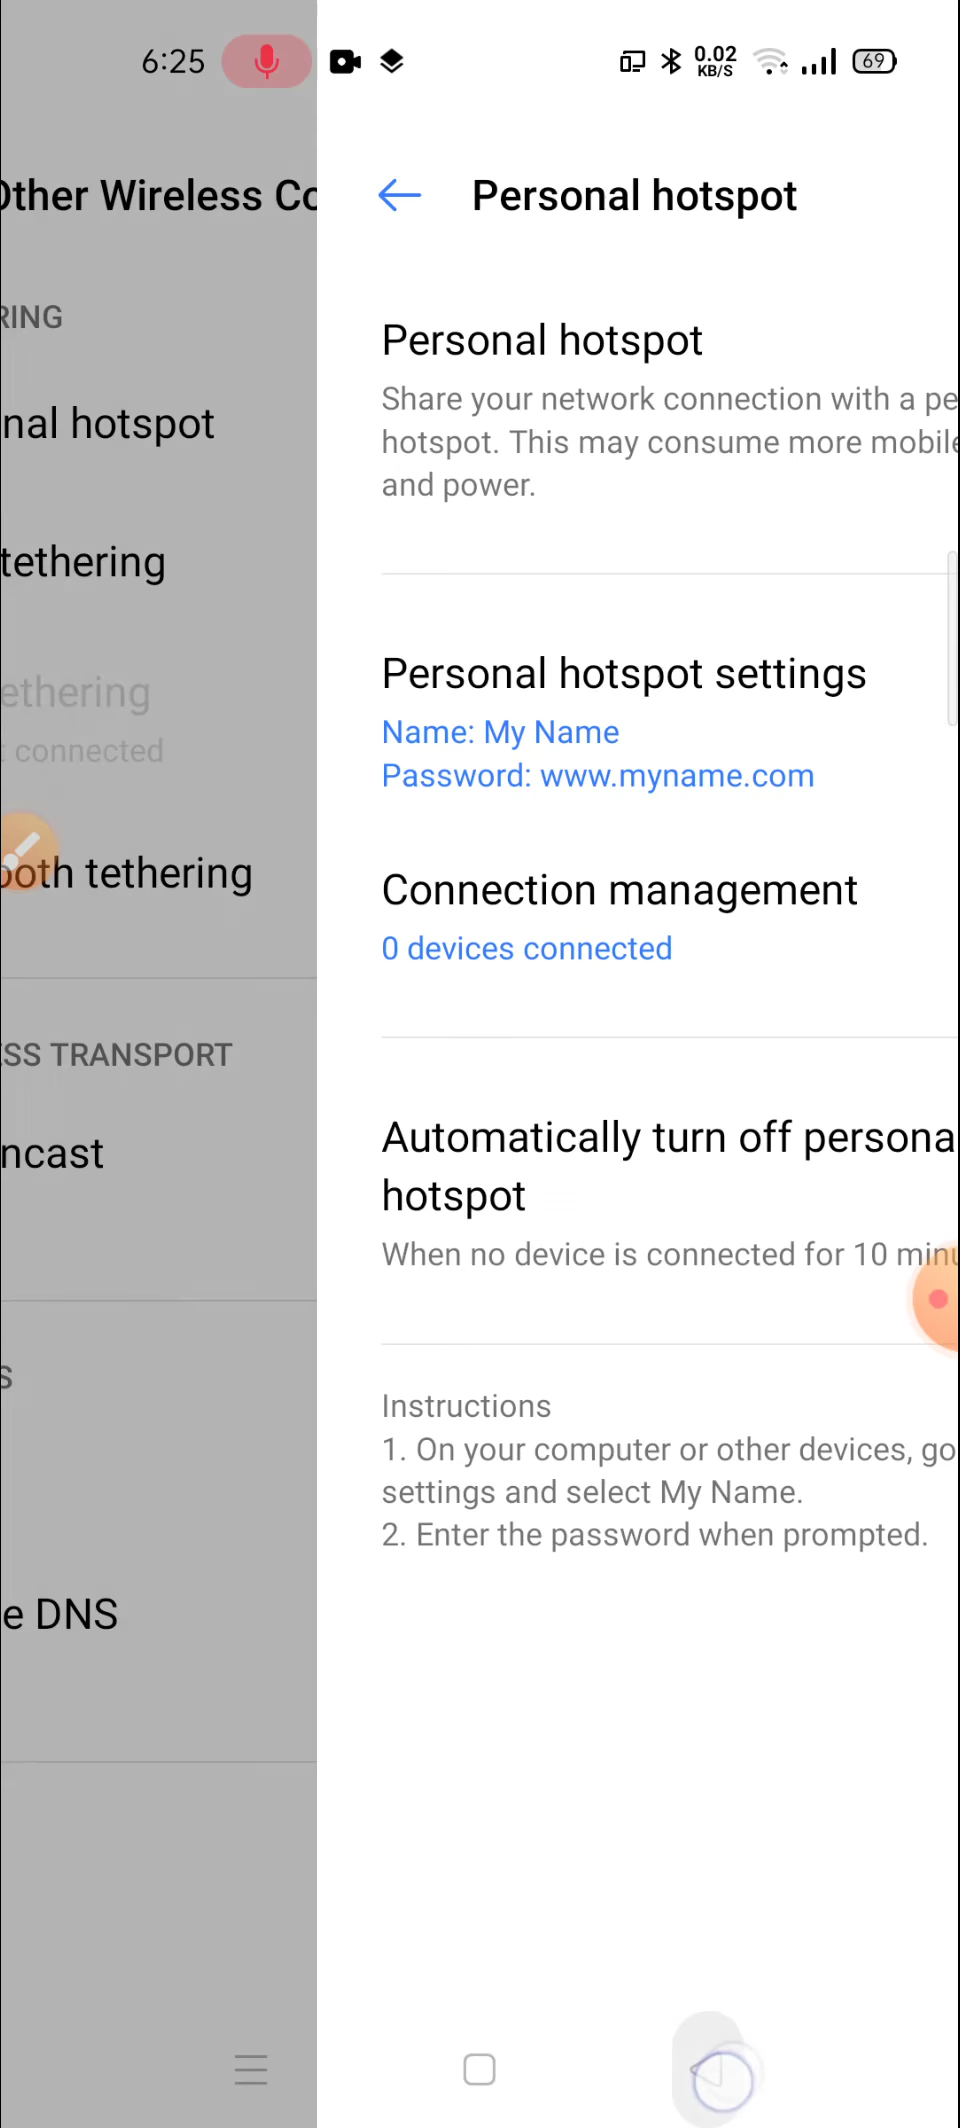 6:25
0.02
KB/S
69
Other Wireless Co
RING
nal hotspot
tethering
ethering
t connected
ooth tethering
ESS TRANSPORT
ncast
S
e DNS
Personal hotspot
Personal hotspot
Share your network connection with a pe
hotspot. This may consume more mobile
and power.
Personal hotspot settings
Name: My Name
Password: www.myname.com
Connection management
0 devices connected
Automatically turn off persona
hotspot
When no device is connected for 10 minu
Instructions
1. On your computer or other devices, go
settings and select My Name.
2. Enter the password when prompted.